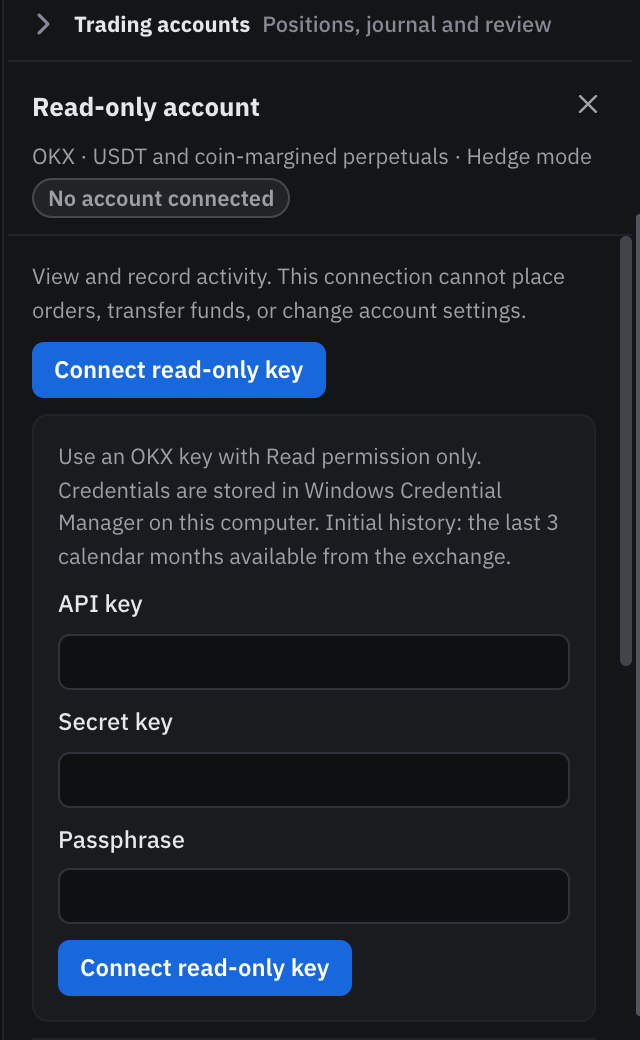 Trading accounts Positions, journal and review
Read-only account
OKX · USDT and coin-margined perpetuals · Hedge mode
No account connected
View and record activity. This connection cannot place
orders, transfer funds, or change account settings.
Connect read-only key
Use an OKX key with Read permission only.
Credentials are stored in Windows Credential
Manager on this computer. Initial history: the last 3
calendar months available from the exchange.
API key
Secret key
Passphrase
Connect read-only key